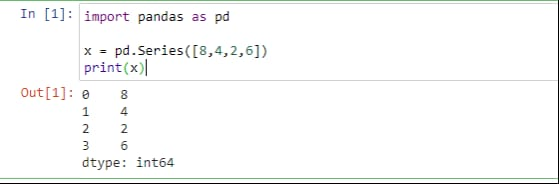 In [1]: import pandas as pd
x = pd.Series([8,4,2,6])
print(x)
Out[1]: 0 8
1 4
2 2
3 6
dtype: int64